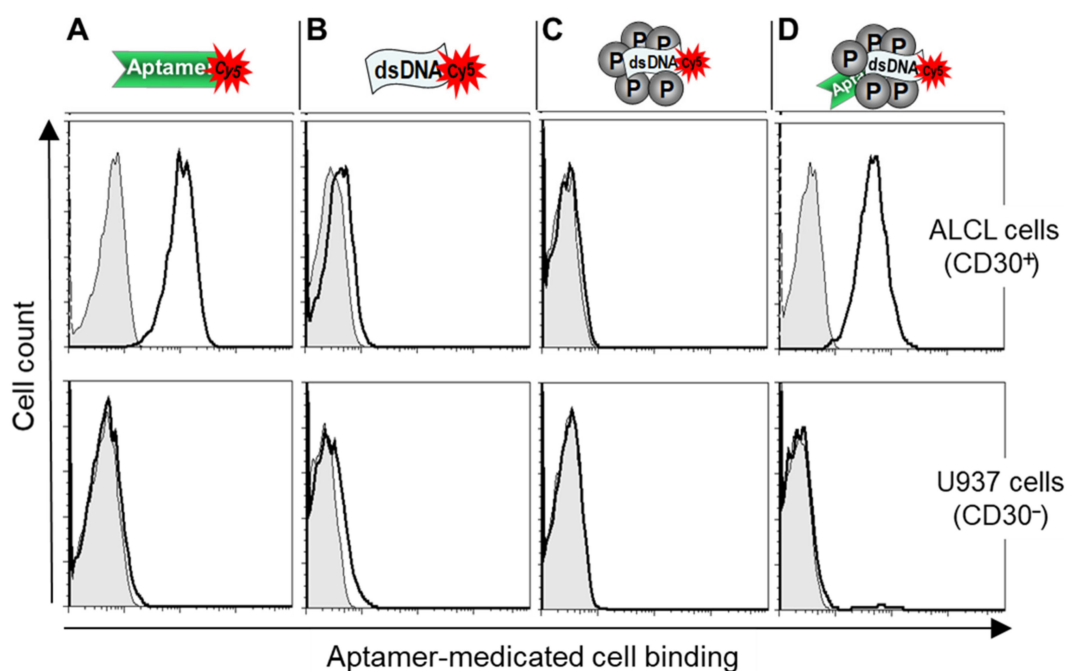 A
Aptamer
Cy5
B
dsDNA
Cy5
C
P
P
P
dsDNA
Cy5
P
P
P
D
P
P
P
dsDNA
Cy5
Apta
P
P
Cell count
ALCL cells
(CD30⁺)
U937 cells
(CD30⁻)
Aptamer-medicated cell binding